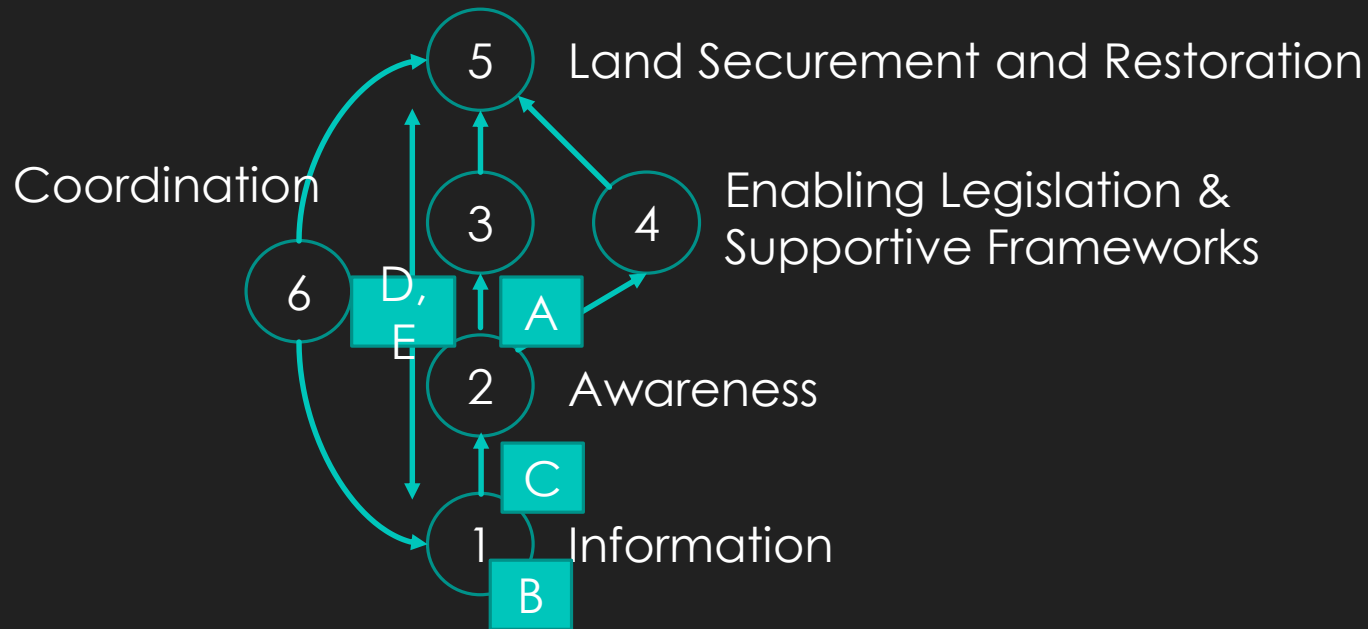 5
Land Securement and Restoration
Coordination
3
4
Enabling Legislation &
Supportive Frameworks
6
D,
E
A
2
Awareness
C
1
Information
B